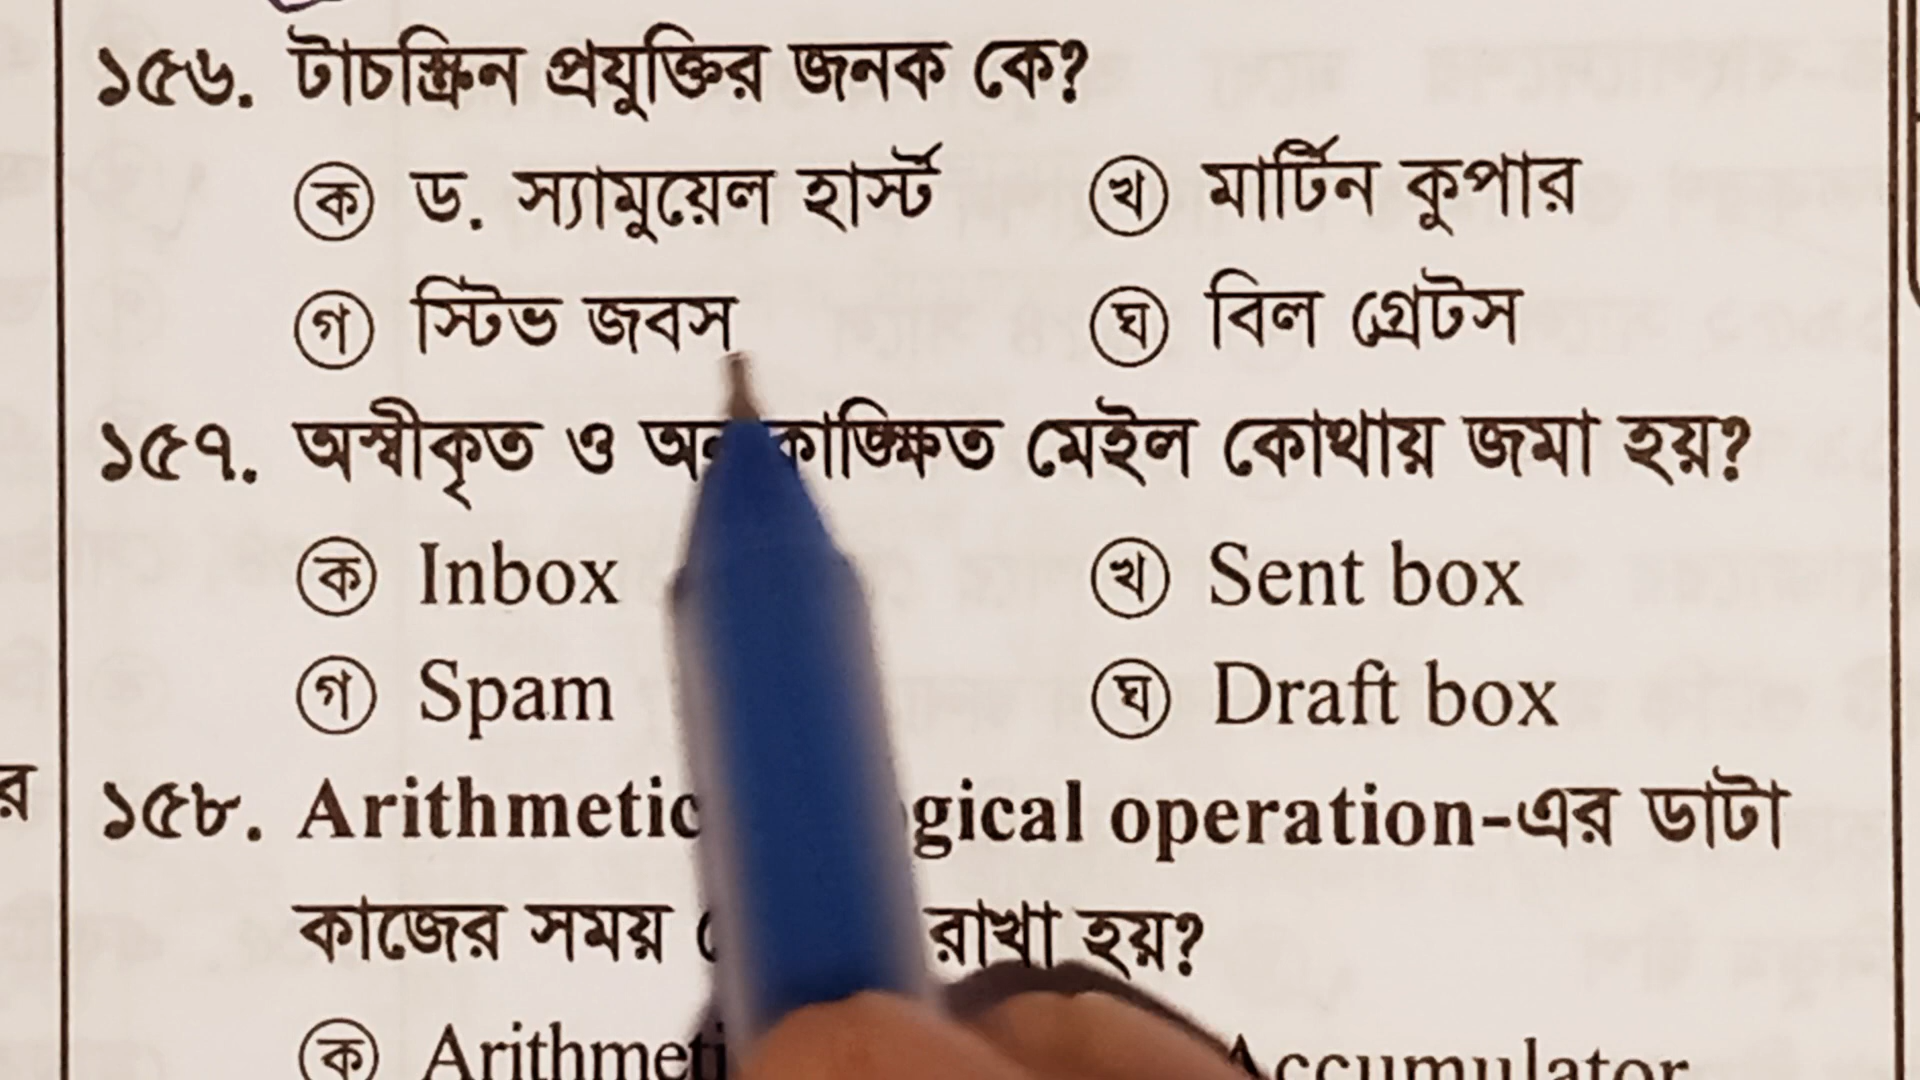 ১৫৬. টাচস্ক্রিন প্রযুক্তির জনক কে?
ক ড. স্যামুয়েল হার্স্ট খ মার্টিন কুপার
গ স্টিভ জবস ঘ বিল গ্রেটস
১৫৭. অস্বীকৃত ও মেইল কোথায় জমা হয়?
ক Inbox খ Sent box
গ Spam ঘ Draft box
র
১৫৮. Arithmetic operation-এর ডাটা
কাজের সময় রাখা হয়?
ক Accumulator